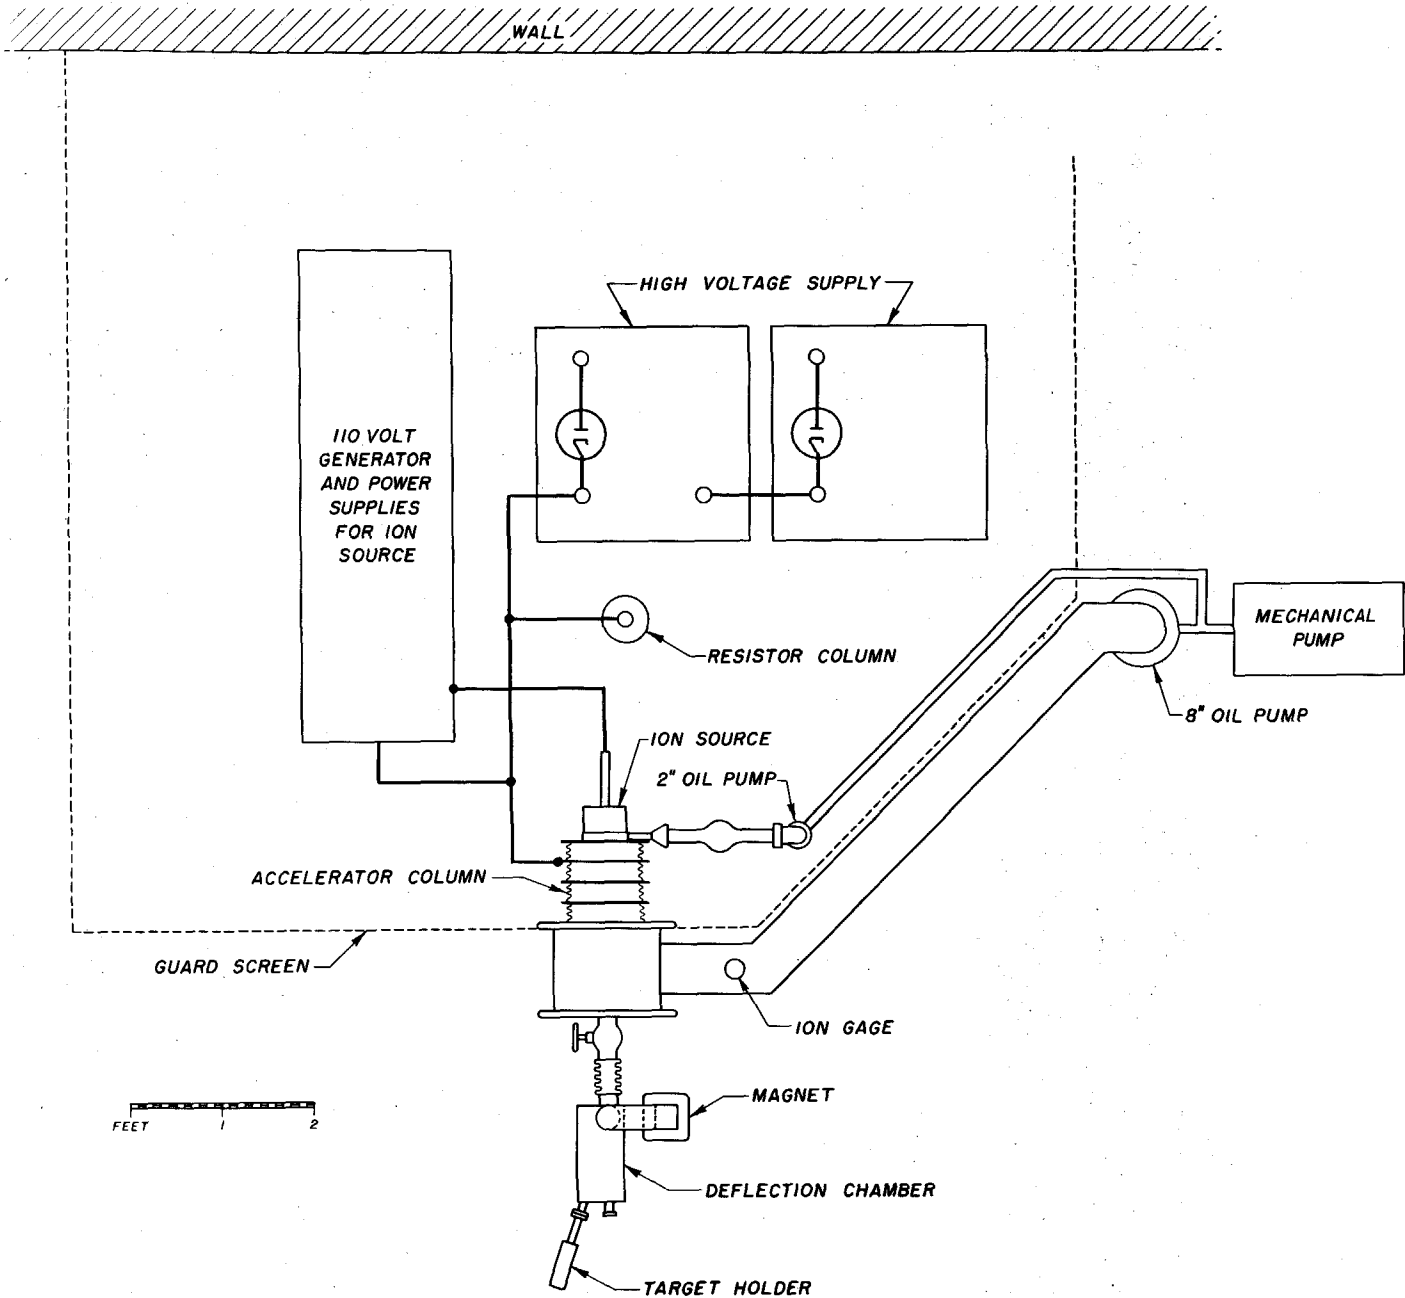 WALL
HIGH VOLTAGE SUPPLY
110 VOLT
GENERATOR
AND POWER
SUPPLIES
FOR ION
SOURCE
MECHANICAL
PUMP
RESISTOR COLUMN
8" OIL PUMP
ION SOURCE
2" OIL PUMP
ACCELERATOR COLUMN
GUARD SCREEN
ION GAGE
MAGNET
FEET 1 2
DEFLECTION CHAMBER
TARGET HOLDER